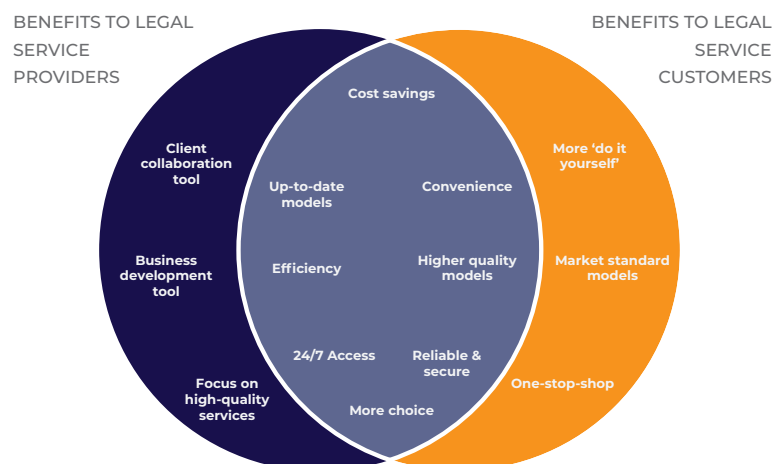 BENEFITS TO LEGAL
SERVICE
PROVIDERS
BENEFITS TO LEGAL
SERVICE
CUSTOMERS
Client
collaboration
tool
Business
development
tool
Focus on
high-quality
services
Cost savings
Up-to-date
models
Convenience
Efficiency
Higher quality
models
24/7 Access
Reliable &
secure
More choice
More ‘do it
yourself’
Market standard
models
One-stop-shop